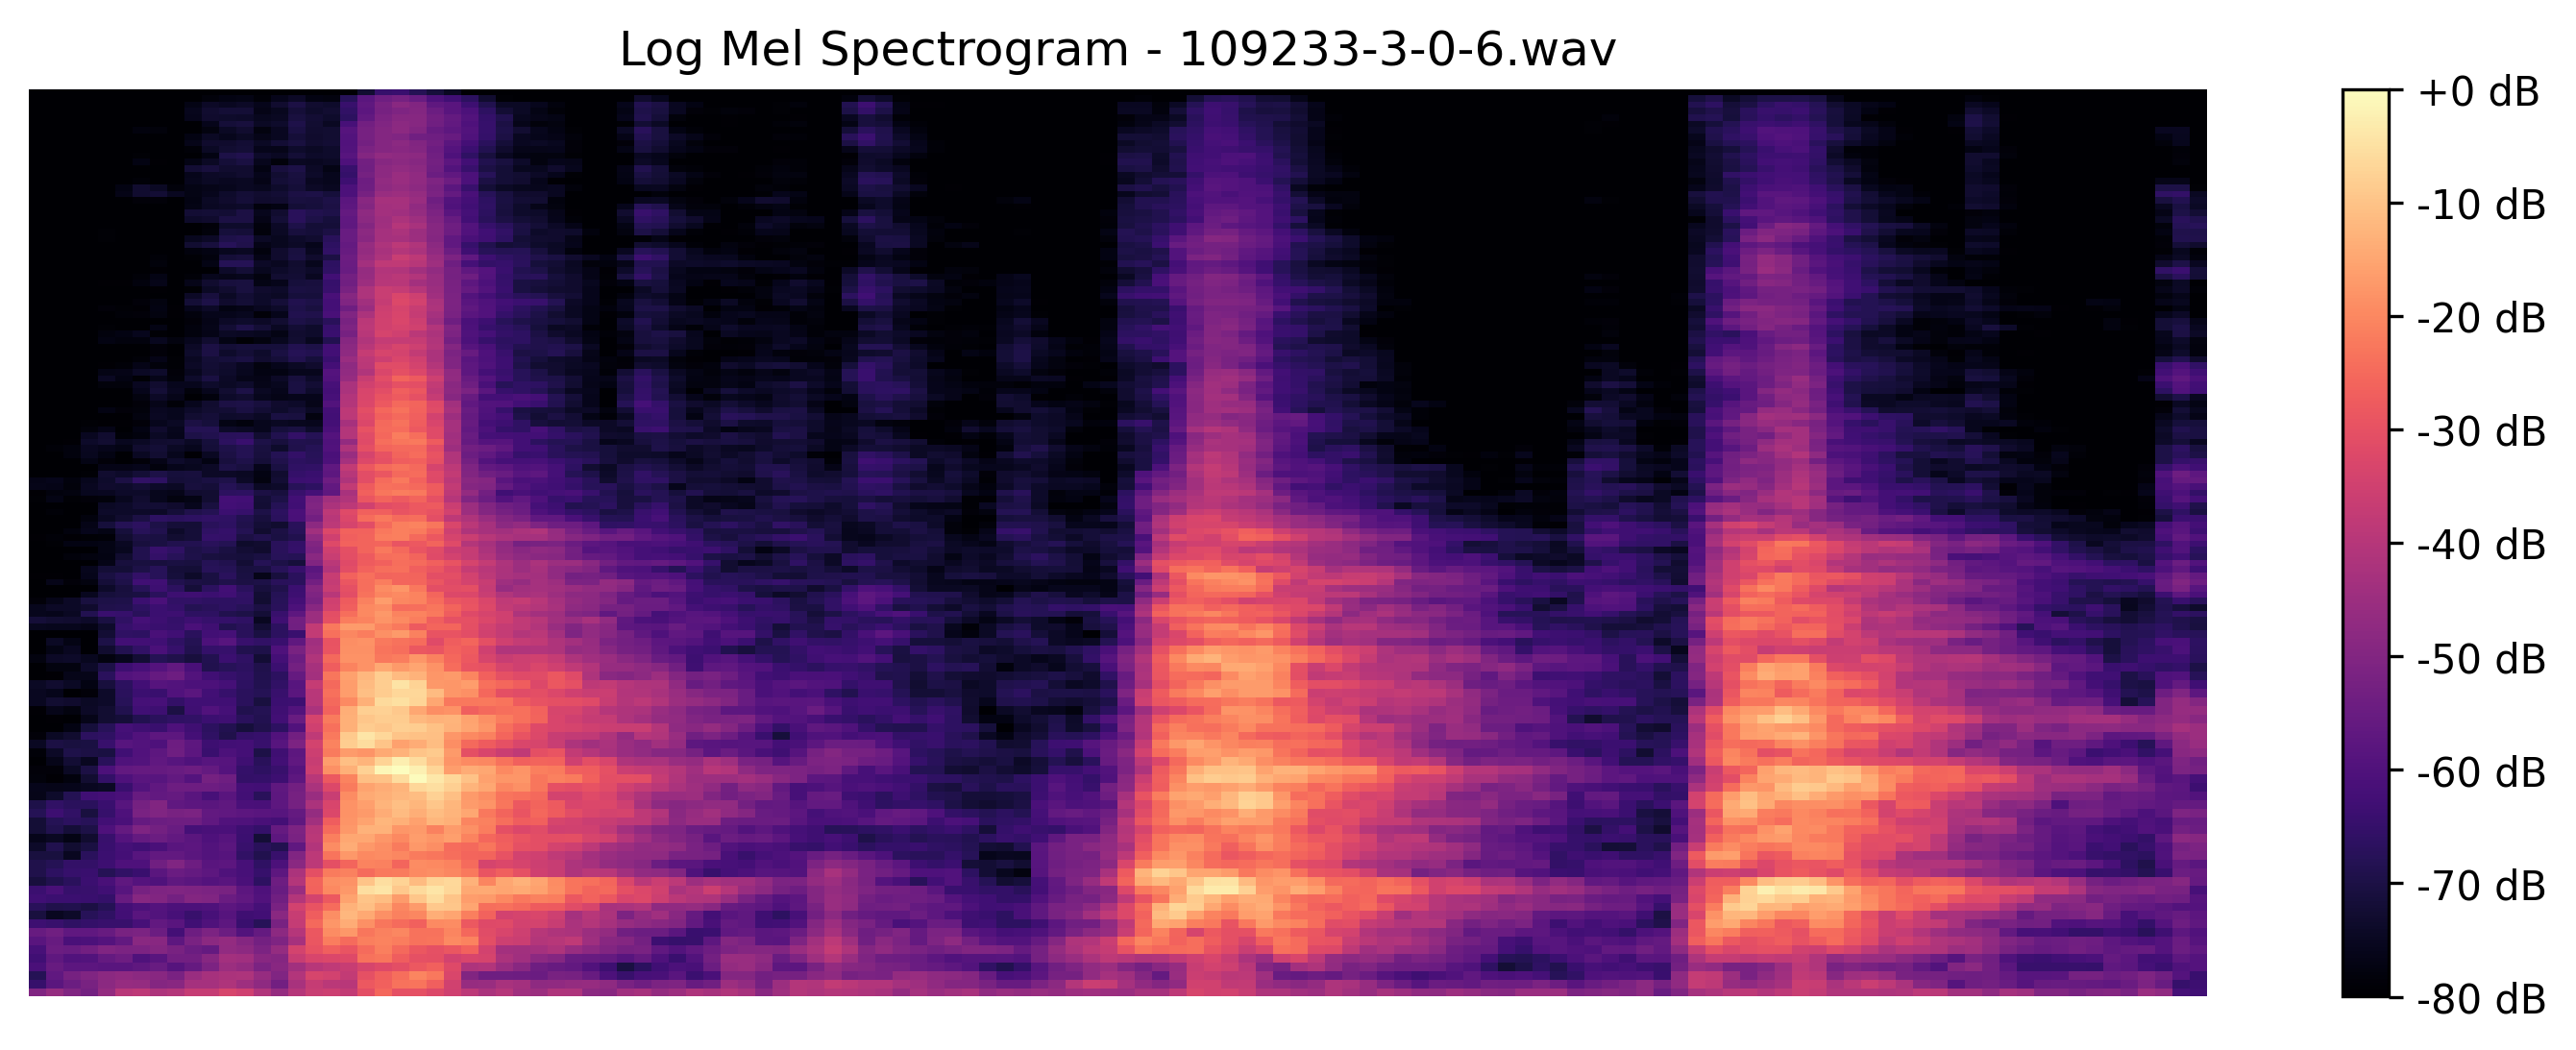 Log Mel Spectrogram - 109233-3-0-6.wav
+0 dB
-10 dB
-20 dB
-30 dB
-40 dB
-50 dB
-60 dB
-70 dB
-80 dB